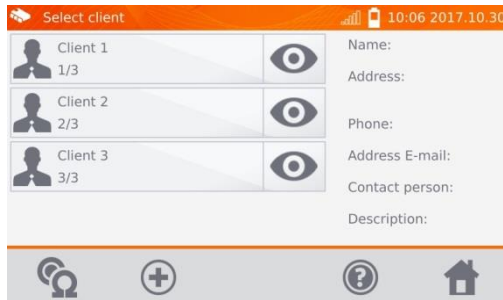 Select client
10:06 2017.10.30
Client 1
1/3
Client 2
2/3
Client 3
3/3
Name:
Address:
Phone:
Address E-mail:
Contact person:
Description: